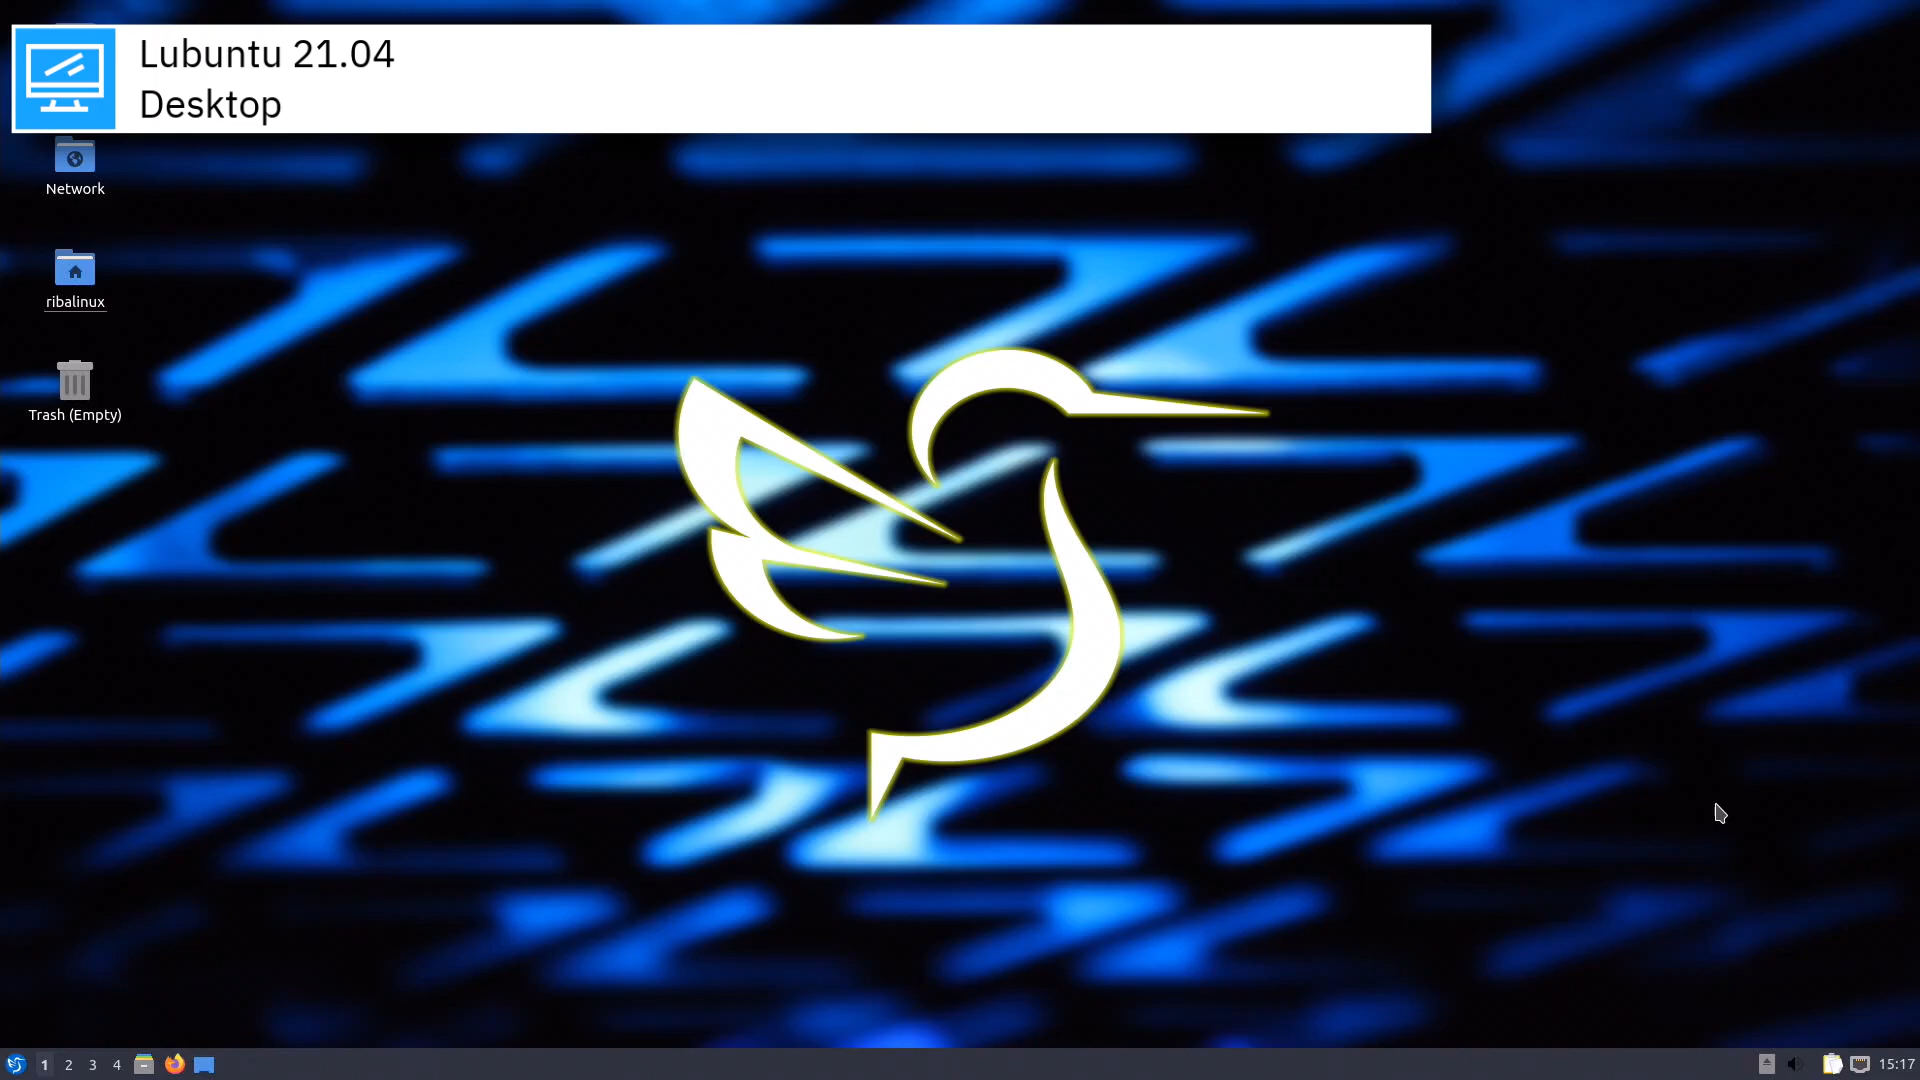 Lubuntu 21.04
Desktop
Network
ribalinux
Trash (Empty)
1 2 3 4
15:17